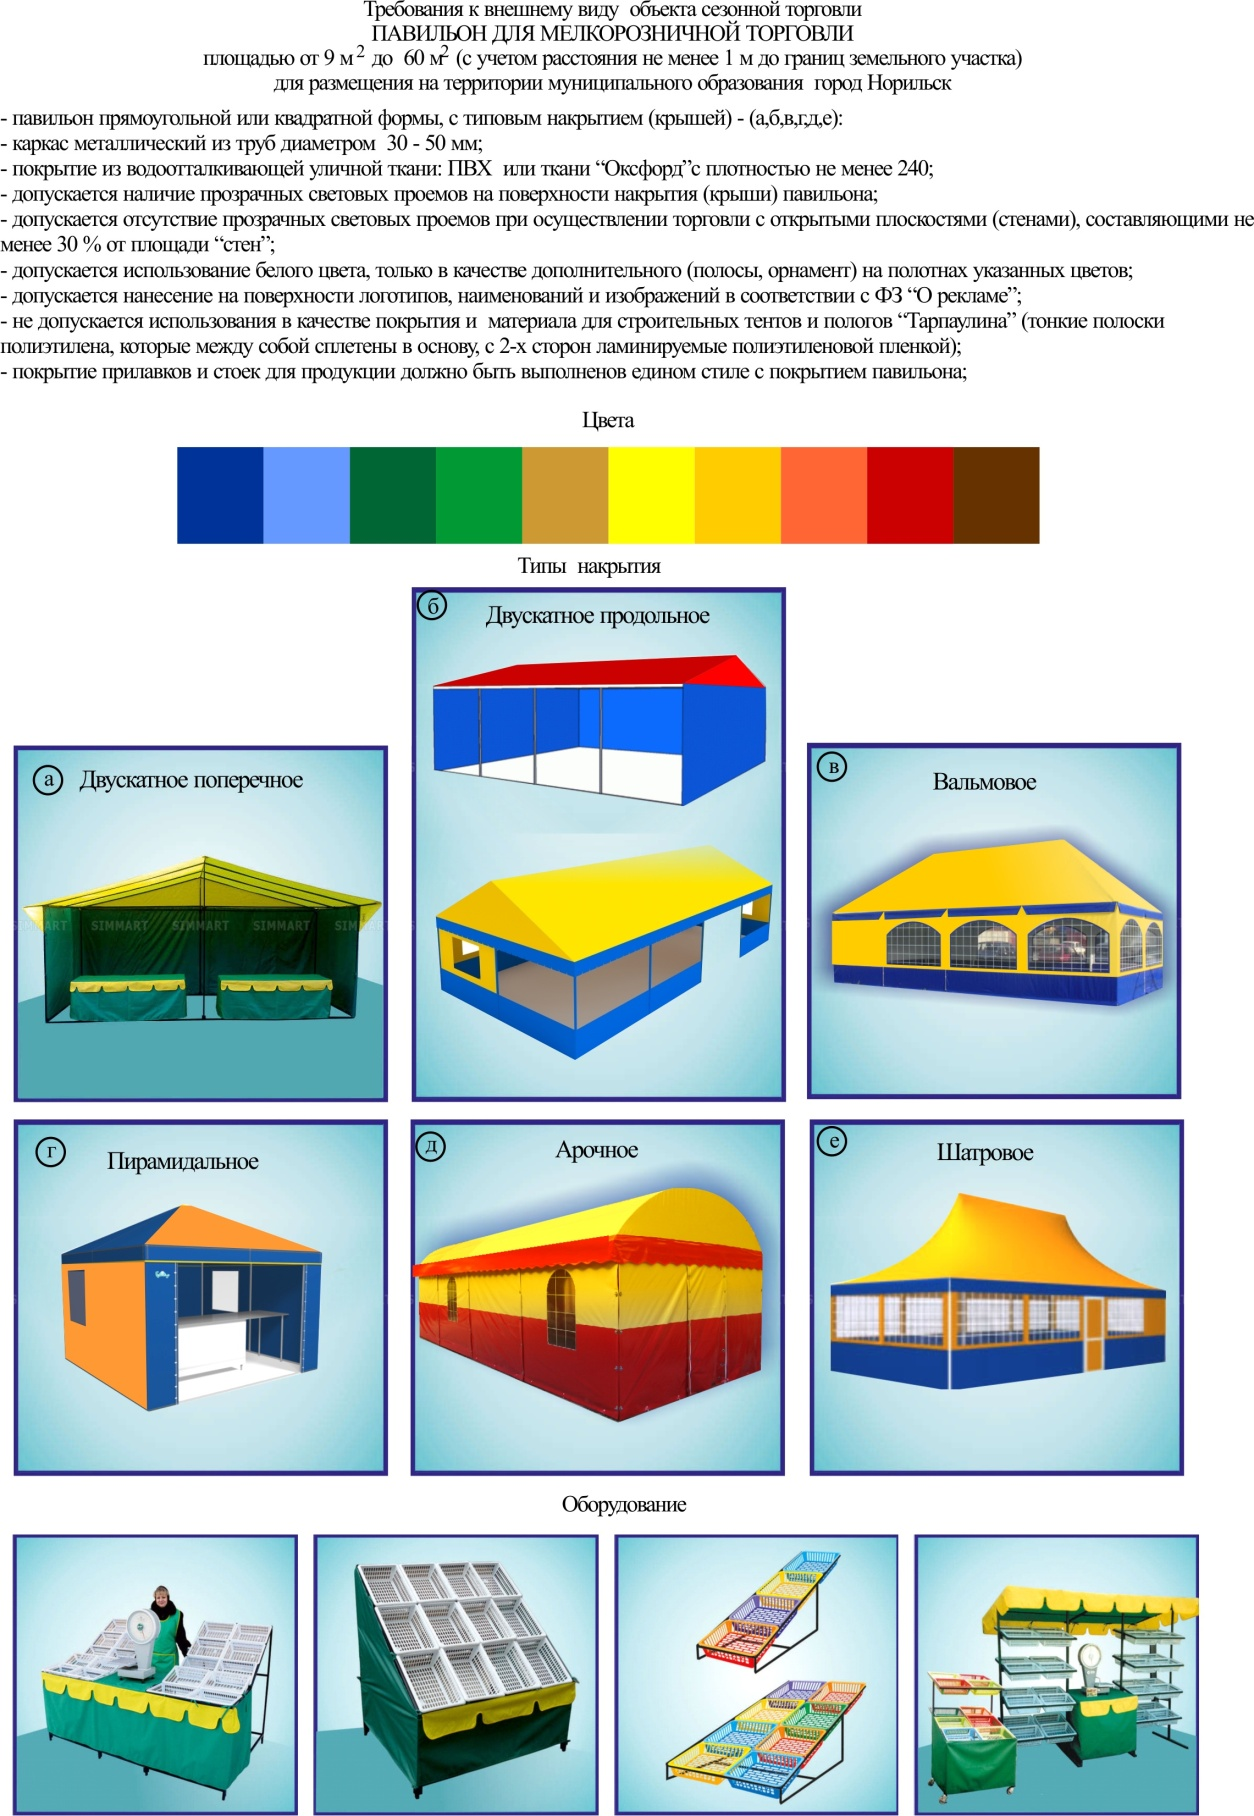 Требования к внешнему виду объекта сезонной торговли
ПАВИЛЬОН ДЛЯ МЕЛКОРОЗНИЧНОЙ ТОРГОВЛИ
площадью от 9 м² до 60 м² (с учетом расстояния не менее 1 м до границ земельного участка)
для размещения на территории муниципального образования город Норильск
- павильон прямоугольной или квадратной формы, с типовым накрытием (крышей) - (а,б,в,г,д,е):
- каркас металлический из труб диаметром 30 - 50 мм;
- покрытие из водоотталкивающей уличной ткани: ПВХ или ткани “Оксфорд”с плотностью не менее 240;
- допускается наличие прозрачных световых проемов на поверхности накрытия (крыши) павильона;
- допускается отсутствие прозрачных световых проемов при осуществлении торговли с открытыми плоскостями (стенами), составляющими не
менее 30 % от площади “стен”;
- допускается использование белого цвета, только в качестве дополнительного (полосы, орнамент) на полотнах указанных цветов;
- допускается нанесение на поверхности логотипов, наименований и изображений в соответствии с ФЗ “О рекламе”;
- не допускается использования в качестве покрытия и материала для строительных тентов и пологов “Тарпаулина” (тонкие полоски
полиэтилена, которые между собой сплетены в основу, с 2-х сторон ламинируемые полиэтиленовой пленкой);
- покрытие прилавков и стоек для продукции должно быть выполненов едином стиле с покрытием павильона;
Цвета
Типы накрытия
б
Двускатное продольное
а
Двускатное поперечное
SIMMART SIMMART SIMMART
в
Вальмовое
г
Пирамидальное
д
Арочное
е
Шатровое
Оборудование